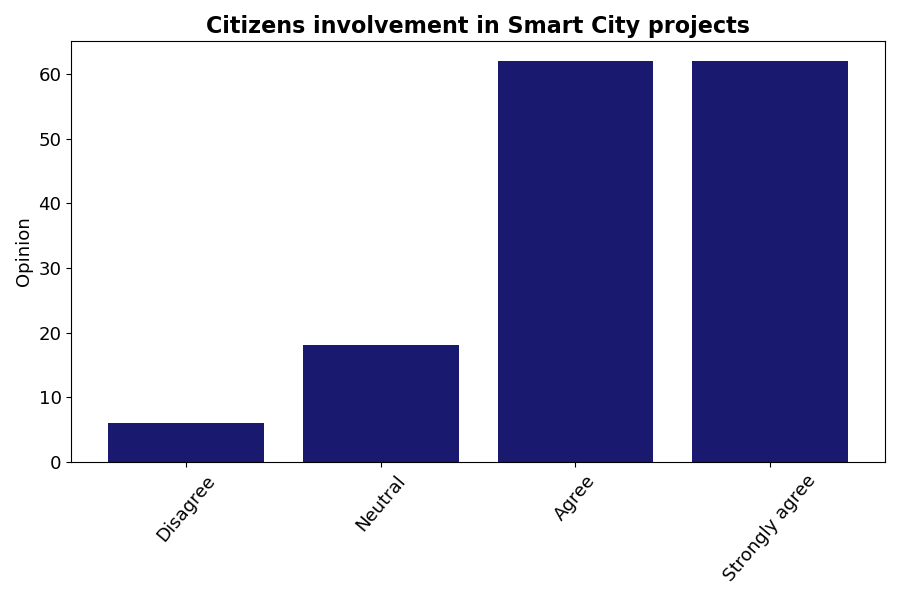 Citizens involvement in Smart City projects
60
50
40
30
20
10
0
Opinion
Disagree
Neutral
Agree
Strongly agree